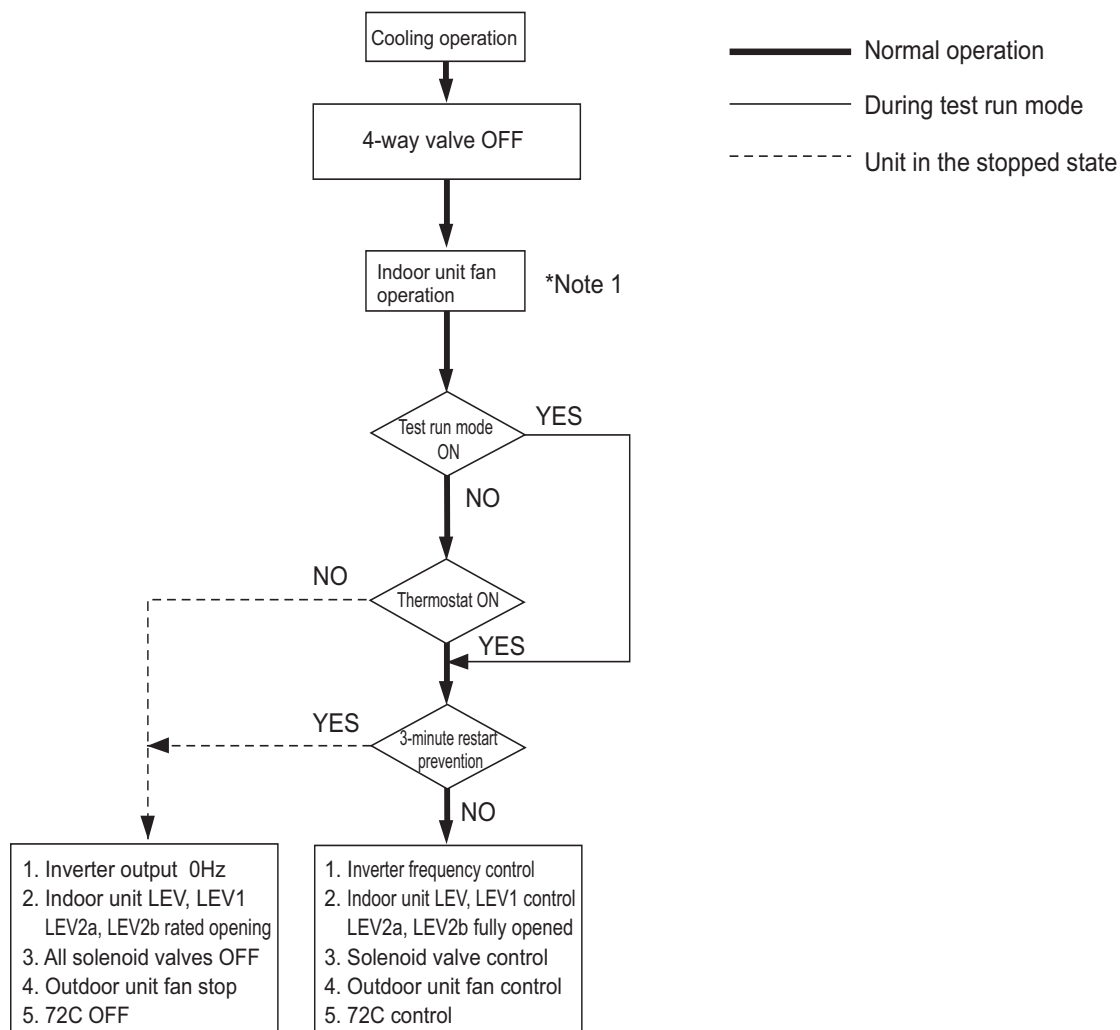 Cooling operation
Normal operation
During test run mode
4-way valve OFF
Unit in the stopped state
Indoor unit fan
operation
*Note 1
Test run mode
ON
YES
NO
NO
Thermostat ON
YES
YES
3-minute restart
prevention
NO
1. Inverter output 0Hz
2. Indoor unit LEV, LEV1
LEV2a, LEV2b rated opening
3. All solenoid valves OFF
4. Outdoor unit fan stop
5. 72C OFF
1. Inverter frequency control
2. Indoor unit LEV, LEV1 control
LEV2a, LEV2b fully opened
3. Solenoid valve control
4. Outdoor unit fan control
5. 72C control